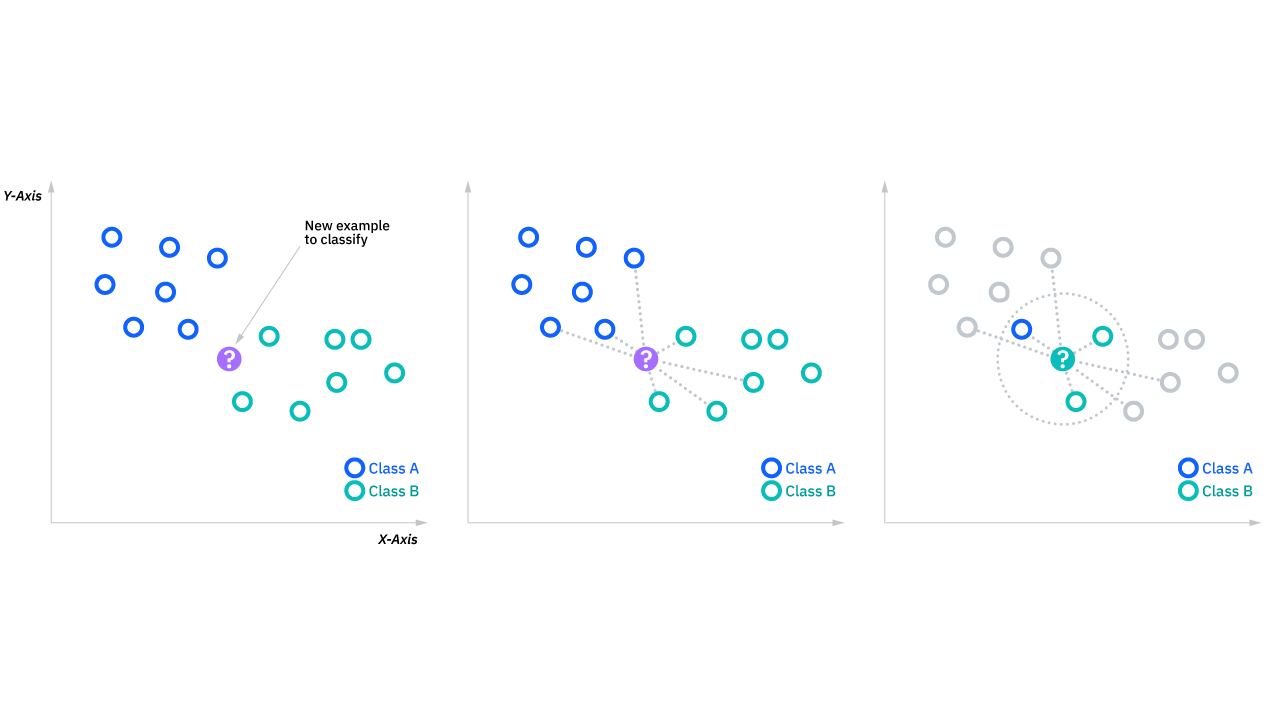 Y-Axis
New example
to classify
?
Class A
Class B
X-Axis
?
Class A
Class B
?
Class A
Class B